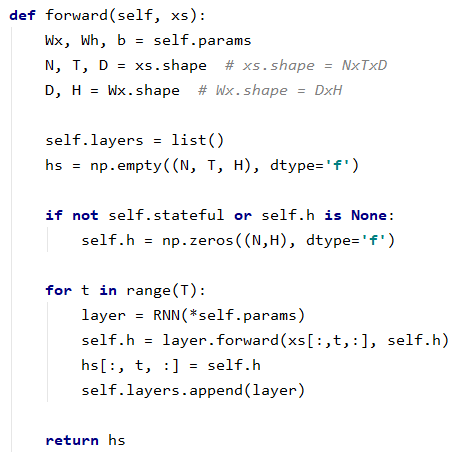 def forward(self, xs):
    Wx, Wh, b = self.params
    N, T, D = xs.shape  # xs.shape = NxTxD
    D, H = Wx.shape  # Wx.shape = DxH
    self.layers = list()
    hs = np.empty((N, T, H), dtype='f')
    if not self.stateful or self.h is None:
        self.h = np.zeros((N,H), dtype='f')
    for t in range(T):
        layer = RNN(*self.params)
        self.h = layer.forward(xs[:,t,:], self.h)
        hs[:, t, :] = self.h
        self.layers.append(layer)
    return hs